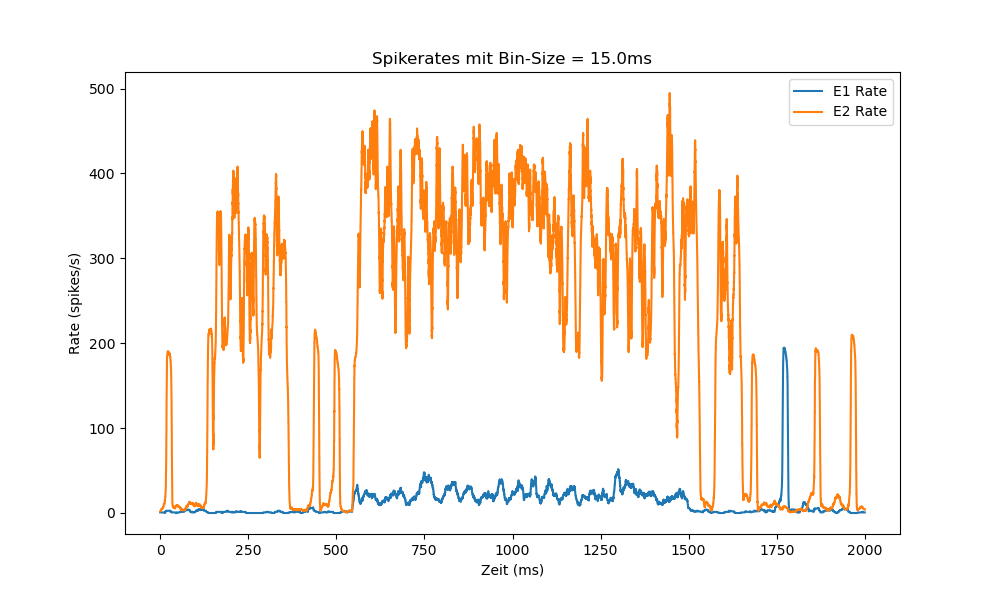 Spikerates mit Bin-Size = 15.0ms
E1 Rate
E2 Rate
Rate (spikes/s)
500
400
300
200
100
0
0 250 500 750 1000 1250 1500 1750 2000
Zeit (ms)